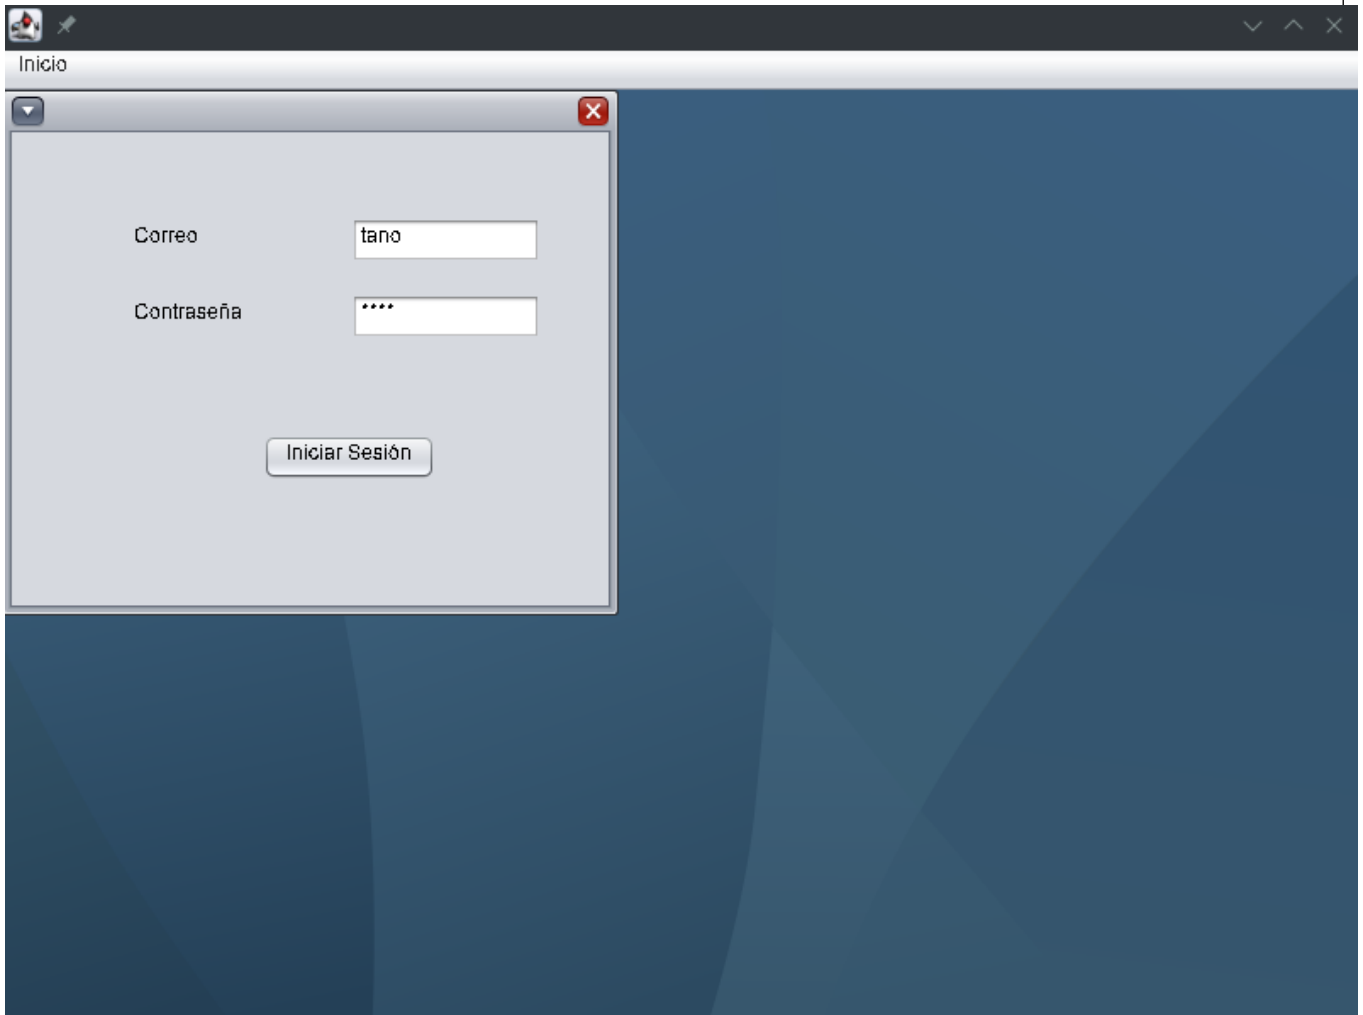 Inicio
Correo
tano
Contraseña
****
Iniciar Sesión